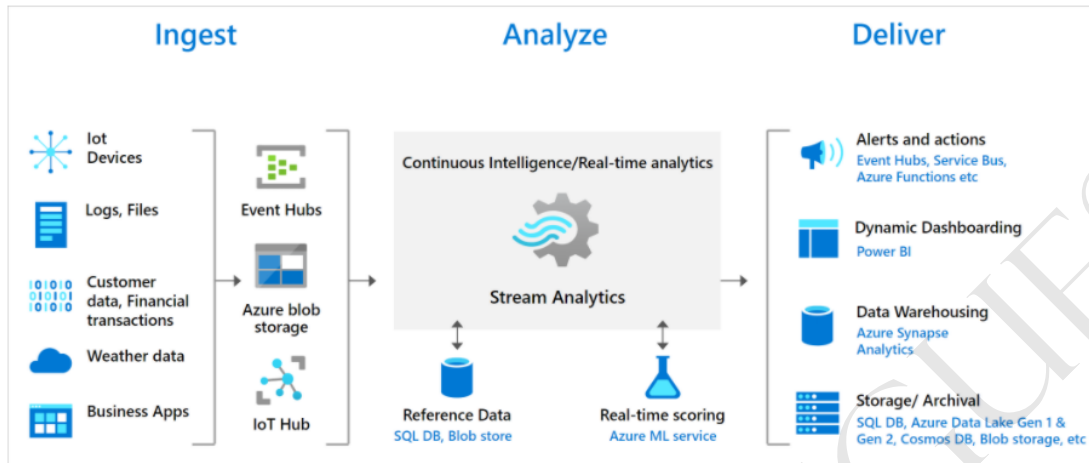 Ingest
Analyze
Deliver
Iot
Devices
Logs, Files
Customer
data, Financial
transactions
Weather data
Business Apps
Event Hubs
Azure blob
storage
IoT Hub
Continuous Intelligence/Real-time analytics
Stream Analytics
Reference Data
SQL DB, Blob store
Real-time scoring
Azure ML service
Alerts and actions
Event Hubs, Service Bus,
Azure Functions etc
Dynamic Dashboarding
Power BI
Data Warehousing
Azure Synapse
Analytics
Storage/ Archival
SQL DB, Azure Data Lake Gen 1 &
Gen 2, Cosmos DB, Blob storage, etc